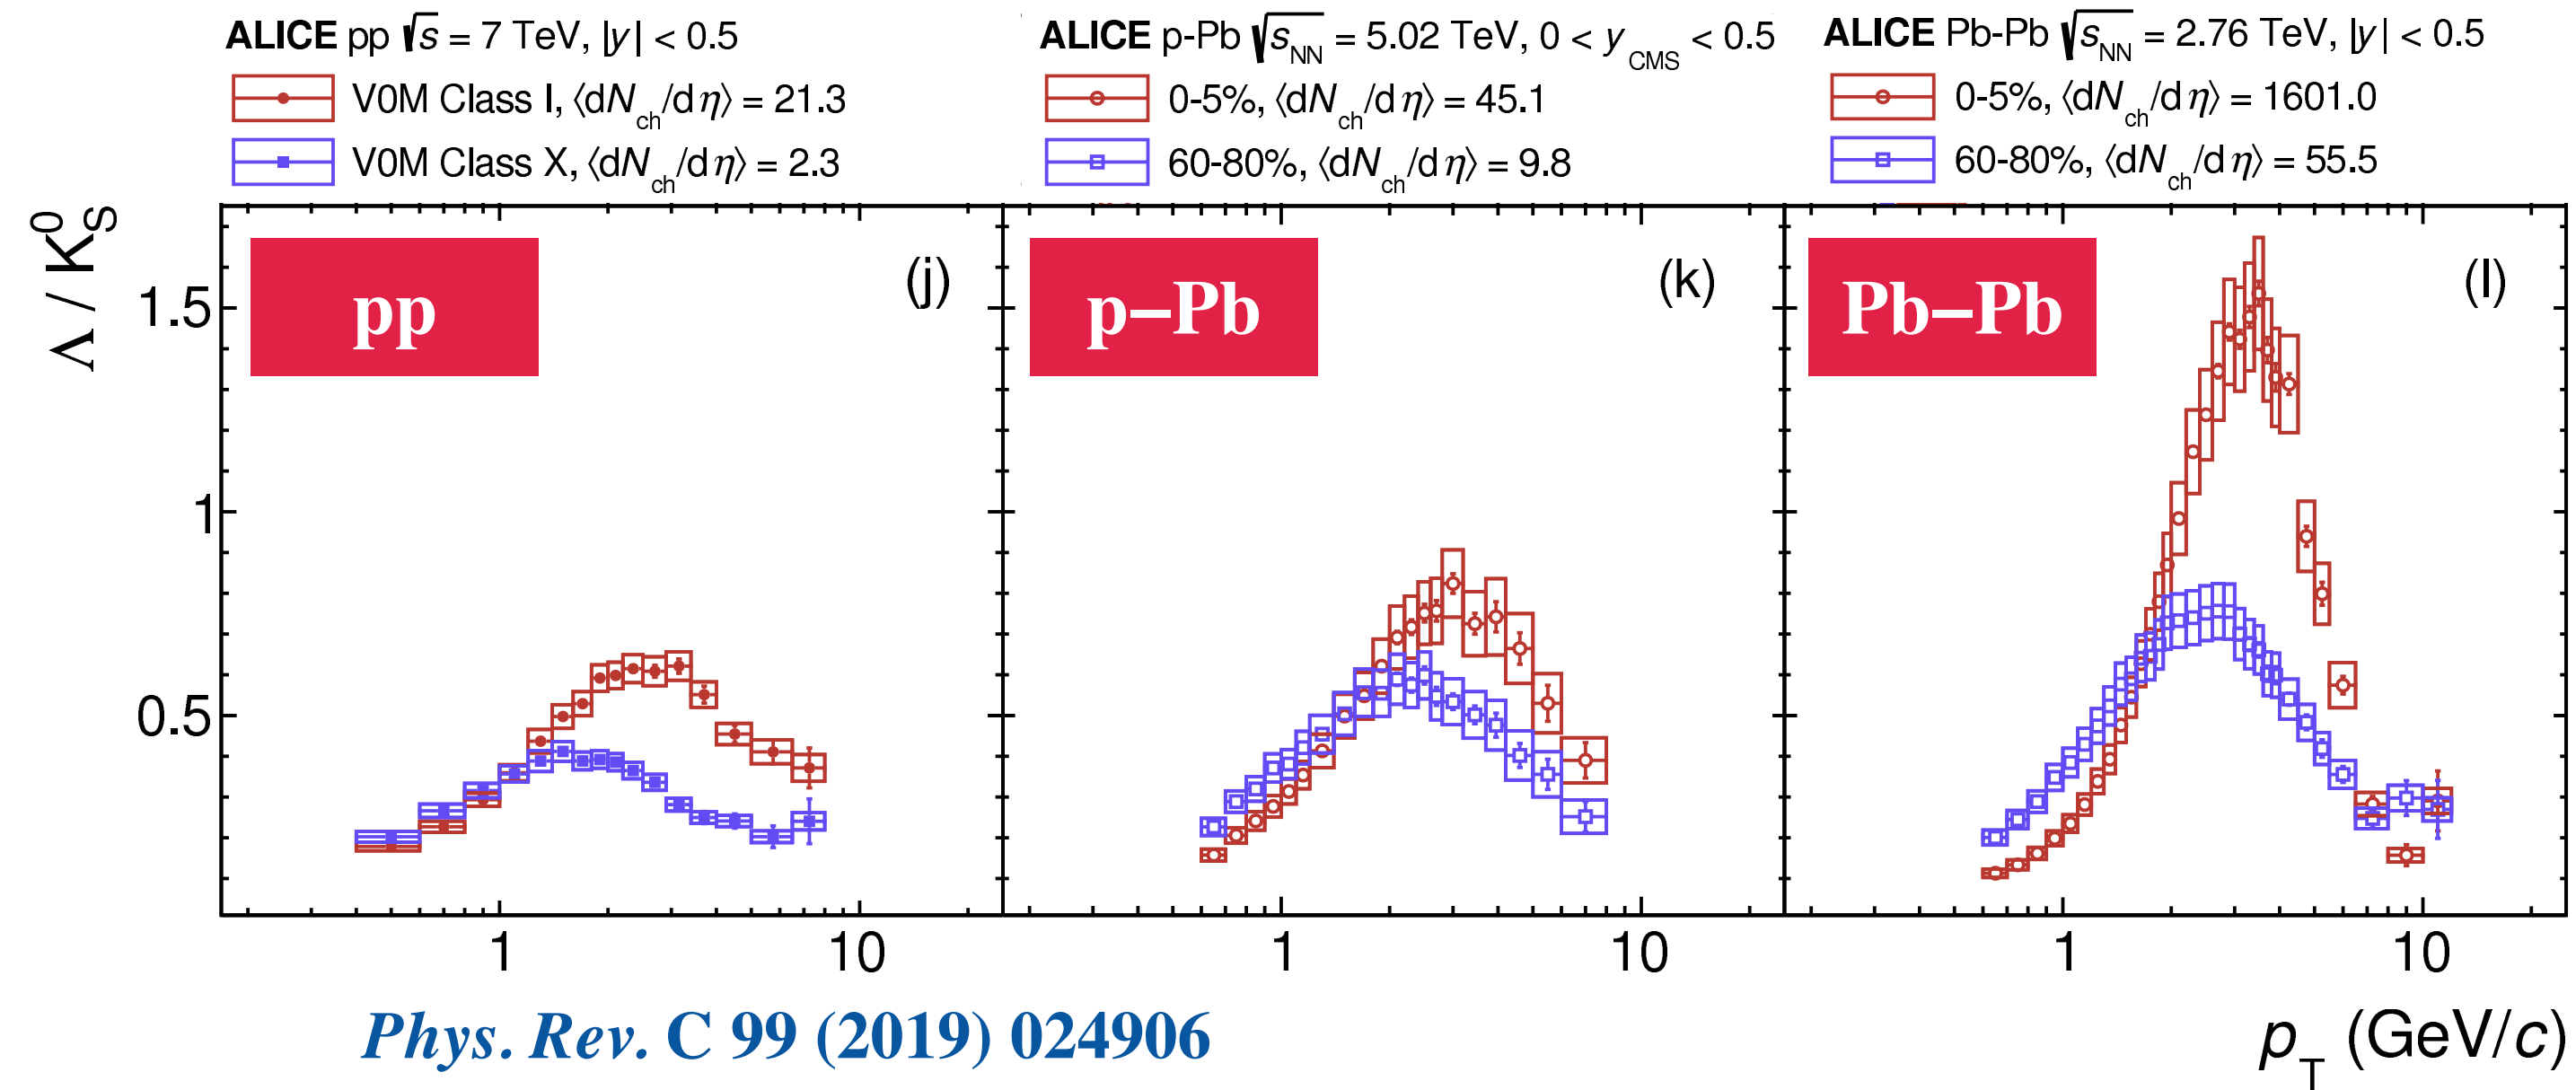 ALICE pp √s = 7 TeV, |y| < 0.5
V0M Class I, ⟨dNch/dη⟩ = 21.3
V0M Class X, ⟨dNch/dη⟩ = 2.3
ALICE p-Pb √sNN = 5.02 TeV, 0 < yCMS < 0.5
0-5%, ⟨dNch/dη⟩ = 45.1
60-80%, ⟨dNch/dη⟩ = 9.8
ALICE Pb-Pb √sNN = 2.76 TeV, |y| < 0.5
0-5%, ⟨dNch/dη⟩ = 1601.0
60-80%, ⟨dNch/dη⟩ = 55.5
Λ / K0S
1.5
1
0.5
pp
(j)
p–Pb
(k)
Pb–Pb
(l)
1 10
1 10
1 10
Phys. Rev. C 99 (2019) 024906
pT (GeV/c)